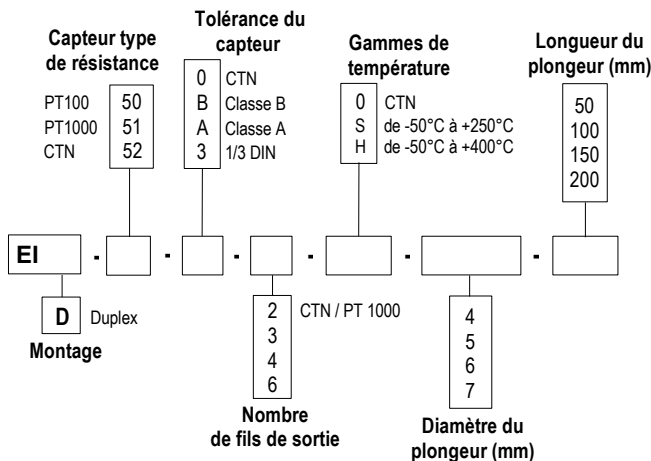 Tolérance du
capteur
Capteur type
de résistance
Gammes de
température
Longueur du
plongeur (mm)
0 CTN
B Classe B
A Classe A
3 1/3 DIN
PT100 50
PT1000 51
CTN 52
0 CTN
S de -50°C à +250°C
H de -50°C à +400°C
50
100
150
200
EI - - - - - -
D Duplex
Montage
2 CTN / PT 1000
3
4
6
Nombre
de fils de sortie
4
5
6
7
Diamètre du
plongeur (mm)